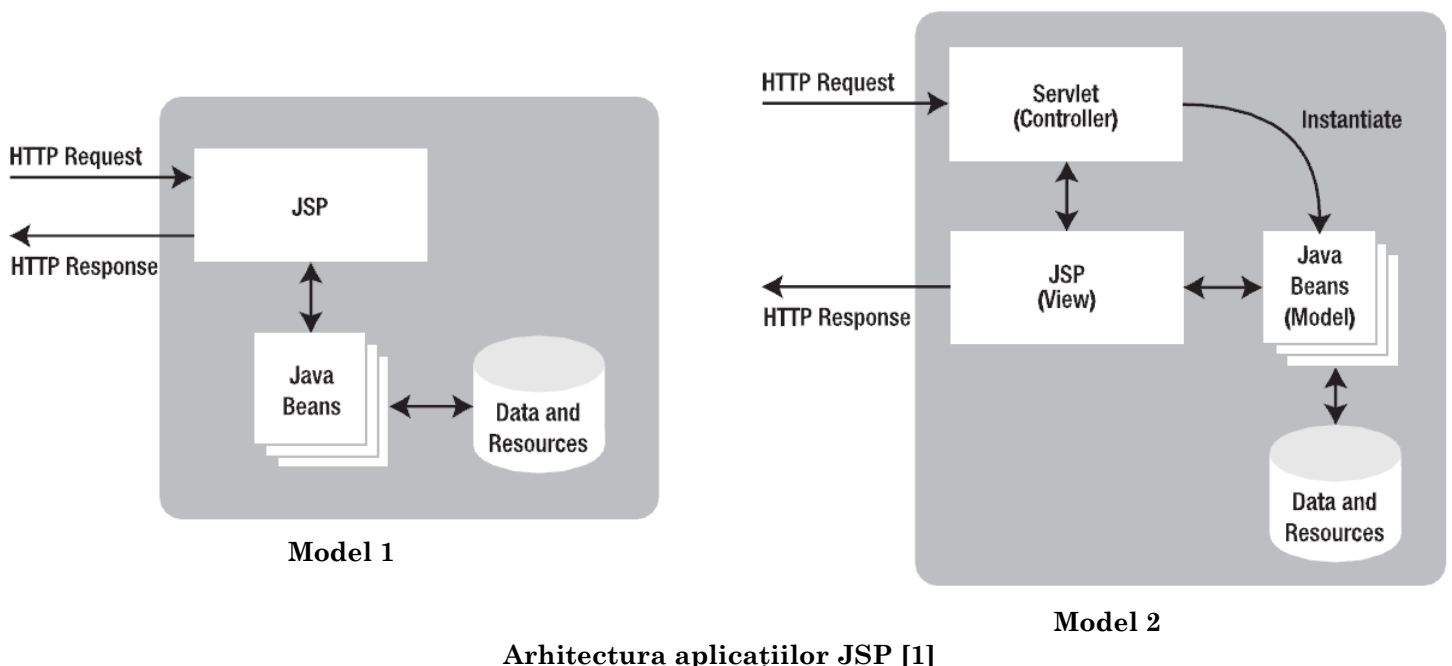 HTTP Request
JSP
HTTP Response
Java
Beans
Data and
Resources
Model 1
HTTP Request
Servlet
(Controller)
Instantiate
JSP
(View)
HTTP Response
Java
Beans
(Model)
Data and
Resources
Model 2
Arhitectura aplicațiilor JSP [1]